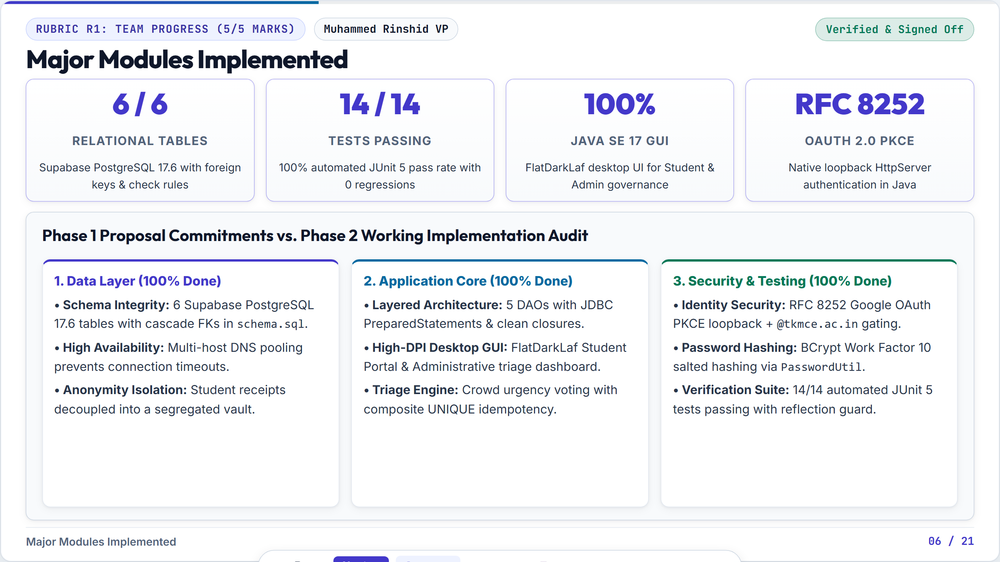 RUBRIC R1: TEAM PROGRESS (5/5 MARKS)
Muhammed Rinshid VP
Verified & Signed Off
Major Modules Implemented
6 / 6
RELATIONAL TABLES
Supabase PostgreSQL 17.6 with foreign
keys & check rules
14 / 14
TESTS PASSING
100% automated JUnit 5 pass rate with
0 regressions
100%
JAVA SE 17 GUI
FlatDarkLaf desktop UI for Student &
Admin governance
RFC 8252
OAUTH 2.0 PKCE
Native loopback HttpServer
authentication in Java
Phase 1 Proposal Commitments vs. Phase 2 Working Implementation Audit
1. Data Layer (100% Done)
• Schema Integrity: 6 Supabase PostgreSQL
17.6 tables with cascade FKs in schema.sql.
• High Availability: Multi-host DNS pooling
prevents connection timeouts.
• Anonymity Isolation: Student receipts
decoupled into a segregated vault.
2. Application Core (100% Done)
• Layered Architecture: 5 DAOs with JDBC
PreparedStatements & clean closures.
• High-DPI Desktop GUI: FlatDarkLaf Student
Portal & Administrative triage dashboard.
• Triage Engine: Crowd urgency voting with
composite UNIQUE idempotency.
3. Security & Testing (100% Done)
• Identity Security: RFC 8252 Google OAuth
PKCE loopback + @tkmce.ac.in gating.
• Password Hashing: BCrypt Work Factor 10
salted hashing via PasswordUtil.
• Verification Suite: 14/14 automated JUnit 5
tests passing with reflection guard.
Major Modules Implemented
06 / 21